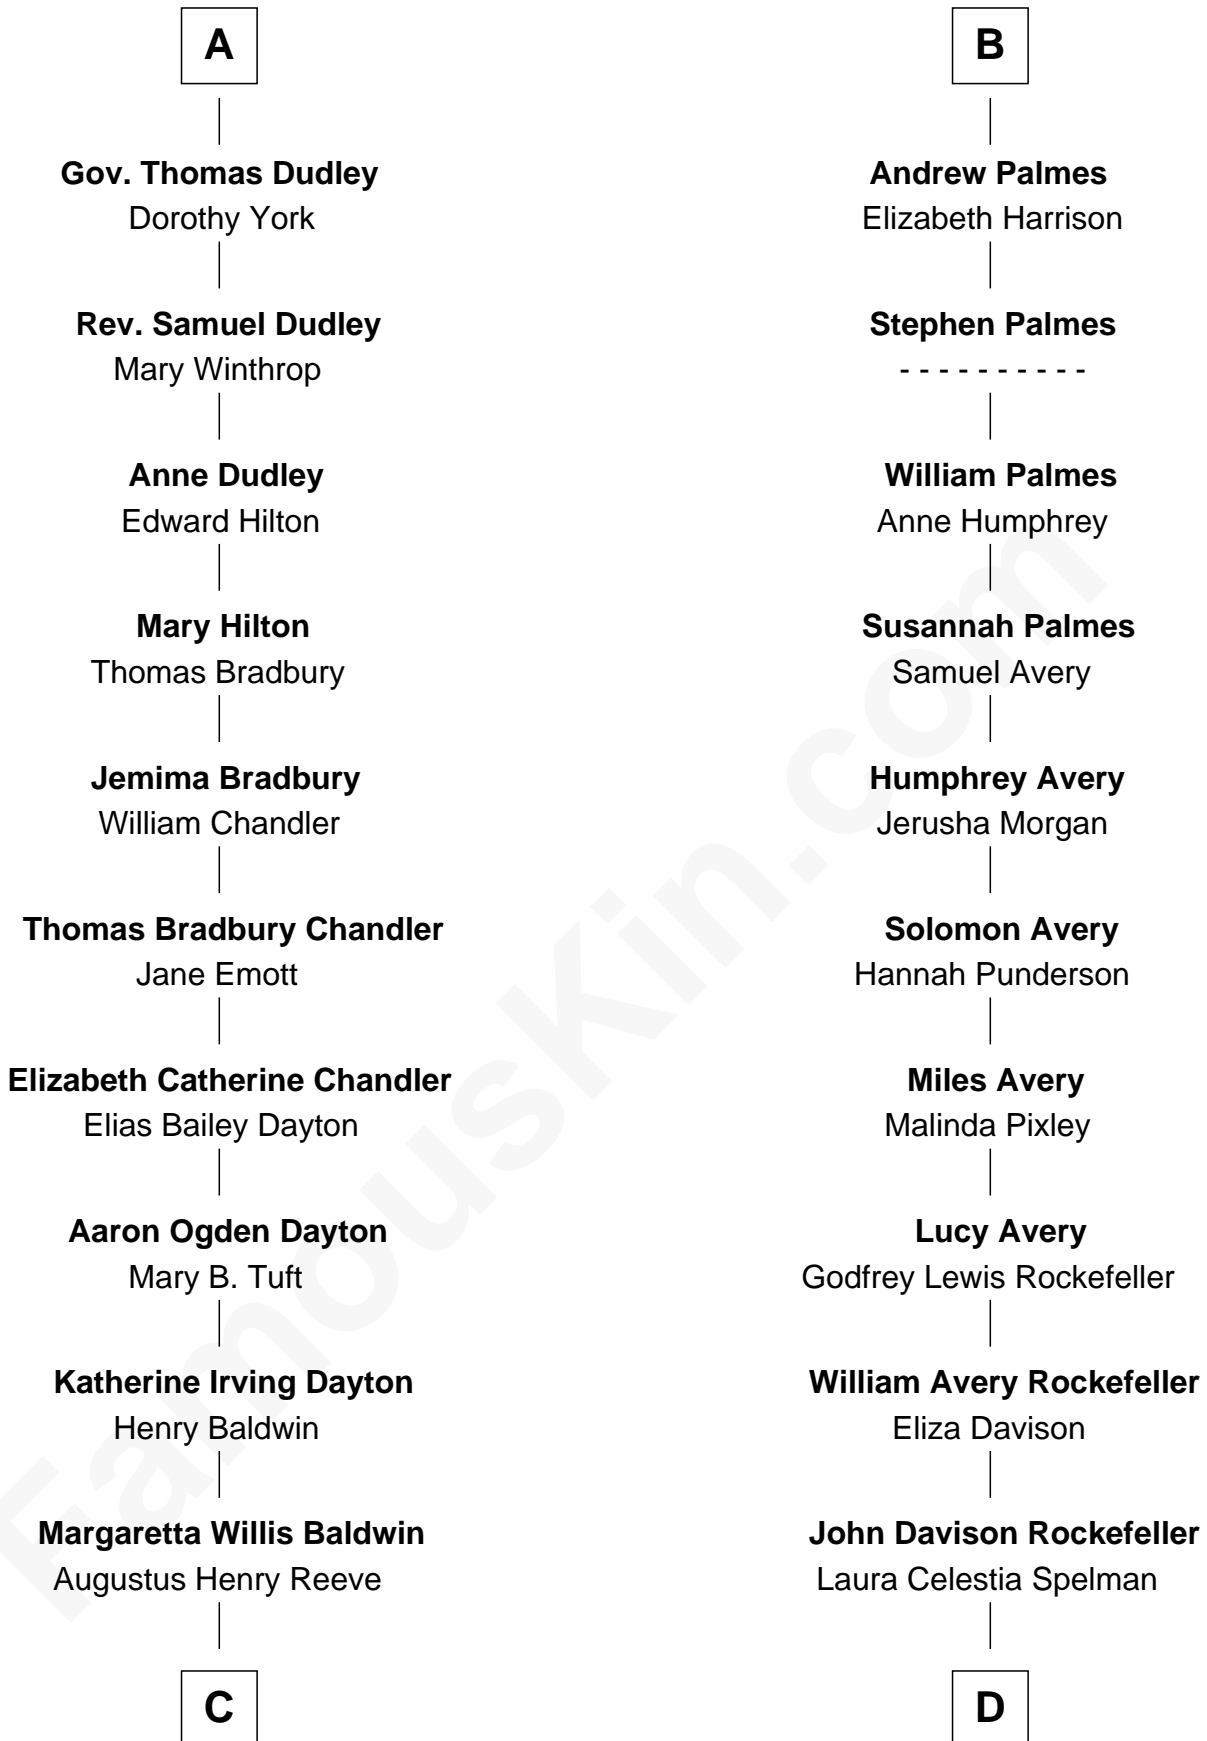 A
Gov. Thomas Dudley
Dorothy York
Rev. Samuel Dudley
Mary Winthrop
Anne Dudley
Edward Hilton
Mary Hilton
Thomas Bradbury
Jemima Bradbury
William Chandler
Thomas Bradbury Chandler
Jane Emott
Elizabeth Catherine Chandler
Elias Bailey Dayton
Aaron Ogden Dayton
Mary B. Tuft
Katherine Irving Dayton
Henry Baldwin
Margaretta Willis Baldwin
Augustus Henry Reeve
C
B
Andrew Palmes
Elizabeth Harrison
Stephen Palmes
- - - - - - - - - -
William Palmes
Anne Humphrey
Susannah Palmes
Samuel Avery
Humphrey Avery
Jerusha Morgan
Solomon Avery
Hannah Punderson
Miles Avery
Malinda Pixley
Lucy Avery
Godfrey Lewis Rockefeller
William Avery Rockefeller
Eliza Davison
John Davison Rockefeller
Laura Celestia Spelman
D
FamousKin.com